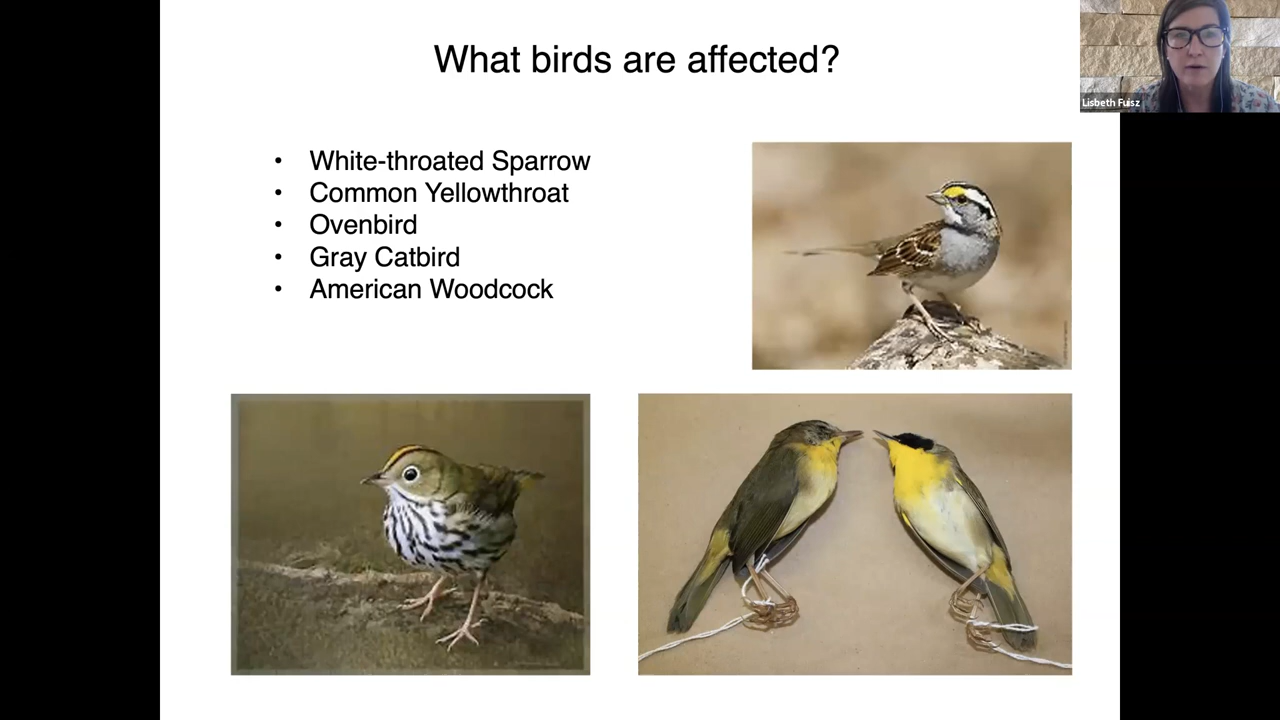 What birds are affected?
Lisbeth Fuisz
• White-throated Sparrow
• Common Yellowthroat
• Ovenbird
• Gray Catbird
• American Woodcock